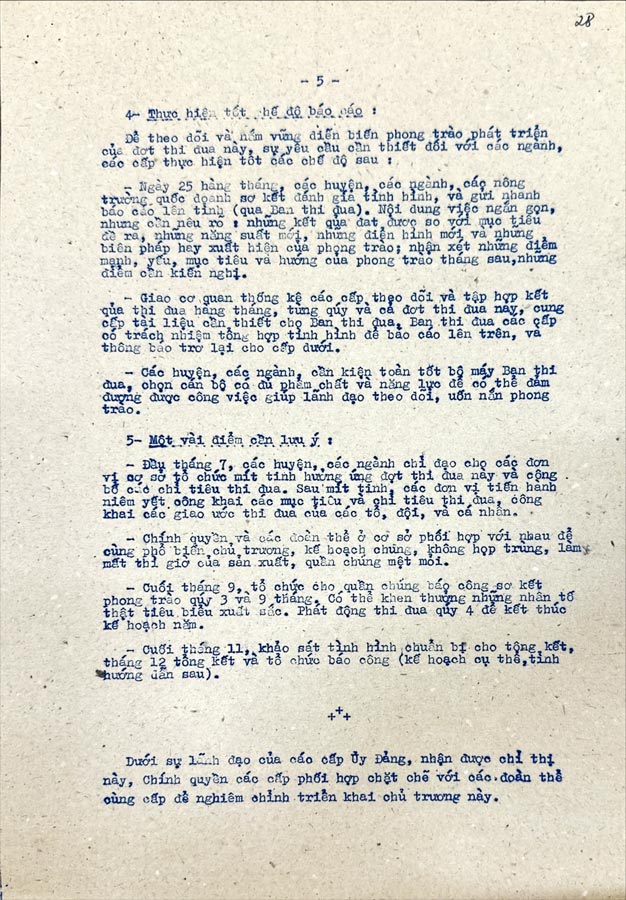 28
- 5 -
4- Thực hiện tốt chế độ báo cáo :
Để theo dõi và nắm vững diễn biến phong trào phát triển
của đợt thi đua này, sự yêu cầu cần thiết đối với các ngành,
các cấp thực hiện tốt các chế độ sau :
- Ngày 25 hàng tháng, các huyện, các ngành, các nông
trường quốc doanh sơ kết đánh giá tình hình, và gửi nhanh
báo cáo lên tỉnh (qua Ban thi đua). Nội dung việc ngắn gọn,
nhưng cần nêu rõ : những kết quả đạt được so với mục tiêu
đề ra, những năng suất mới, những điển hình mới và những
biện pháp hay xuất hiện của phong trào; nhận xét những điểm
mạnh, yếu, mục tiêu và hướng của phong trào tháng sau,những
điểm cần kiến nghị.
- Giao cơ quan thống kê các cấp theo dõi và tập hợp kết
quả thi đua hàng tháng, từng qúy và cả đợt thi đua này, cung
cấp tài liệu cần thiết cho Ban thi đua, Ban thi đua các cấp
có trách nhiệm tổng hợp tình hình để báo cáo lên trên, và
thông báo trở lại cho cấp dưới.
- Các huyện, các ngành, cần kiện toàn tốt bộ máy Ban thi
đua, chọn cán bộ có đủ phẩm chất và năng lực để có thể đảm
đương được công việc giúp lãnh đạo theo dõi, uốn nắn phong
trào.
5- Một vài điểm cần lưu ý :
- Đầu tháng 7, các huyện, các ngành chỉ đạo cho các đơn
vị cơ sở tổ chức mít tinh hưởng ứng đợt thi đua này và công
bố các chỉ tiêu thi đua. Sau mít tinh, các đơn vị tiến hành
niêm yết công khai các mục tiêu và chỉ tiêu thi đua, công
khai các giao ước thi đua của các tổ, đội, và cá nhân.
- Chính quyền và các đoàn thể ở cơ sở phối hợp với nhau để
cùng phổ biến chủ trương, kế hoạch chung, không họp trùng, làm
mất thì giờ của sản xuất, quần chúng mệt mỏi.
- Cuối tháng 9, tổ chức cho quần chúng báo công sơ kết
phong trào qúy 3 và 9 tháng. Có thể khen thưởng những nhân tố
thật tiêu biểu xuất sắc. Phát động thi đua qúy 4 để kết thúc
kế hoạch năm.
- Cuối tháng 11, khảo sát tình hình chuẩn bị cho tổng kết,
tháng 12 tổng kết và tổ chức báo công (kế hoạch cụ thể,tỉnh
hướng dẫn sau).
+++
Dưới sự lãnh đạo của các cấp Ủy Đảng, nhận được chỉ thị
này, Chính quyền các cấp phối hợp chặt chẽ với các đoàn thể
cùng cấp để nghiêm chỉnh triển khai chủ trương này.